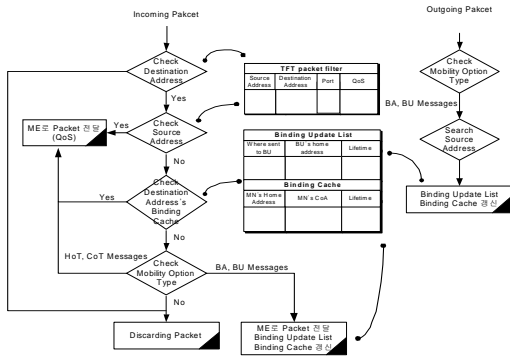 Incoming Pakcet
Outgoing Pakcet
Check
Destination
Address
TFT packet filter
Source
Address
Destination
Address
Port
QoS
Check
Mobility Option
Type
Yes
BA, BU Messages
ME로 Packet 전달
(QoS)
Yes
Check
Source
Address
Search
Source
Address
No
Binding Update List
Where sent
to BU
BU`s home
address
Lifetime
Binding Cache
MN`s Home
Address
MN`s CoA
Lifetime
Yes
Check
Destination
Address`s
Binding
Cache
Binding Update List
Binding Cache 갱신
No
HoT, CoT Messages
Check
Mobility Option
Type
BA, BU Messages
No
Discarding Packet
ME로 Packet 전달
Binding Update List
Binding Cache 갱신